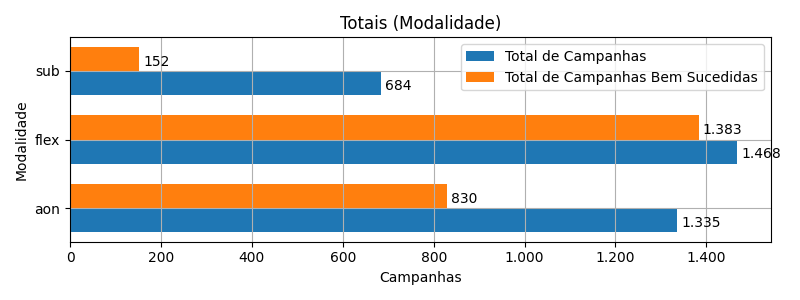 Totais (Modalidade)
Total de Campanhas
Total de Campanhas Bem Sucedidas
Modalidade
sub
152
684
flex
1.383
1.468
aon
830
1.335
0 200 400 600 800 1.000 1.200 1.400
Campanhas